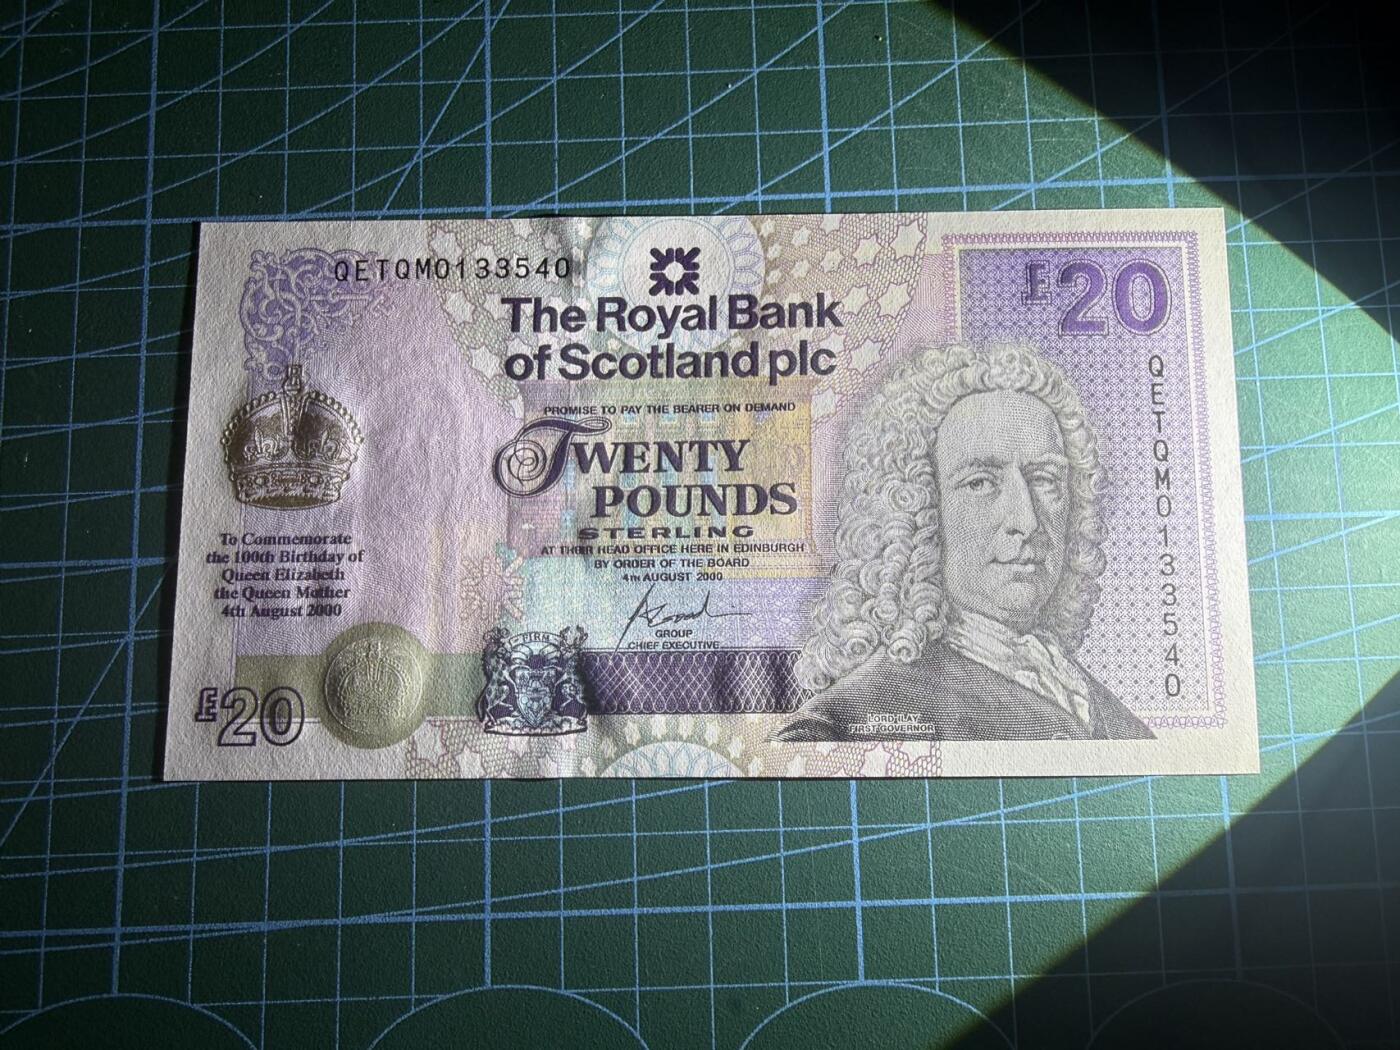 QETQM0133540
The Royal Bank
of Scotland plc
PROMISE TO PAY THE BEARER ON DEMAND
TWENTY
POUNDS
STERLING
AT THEIR HEAD OFFICE HERE IN EDINBURGH
BY ORDER OF THE BOARD
4TH AUGUST 2000
GROUP
CHIEF EXECUTIVE
To Commemorate
the 100th Birthday of
Queen Elizabeth
the Queen Mother
4th August 2000
£20
FIRM
£20
QETQM0133540
LORD ILAY
FIRST GOVERNOR